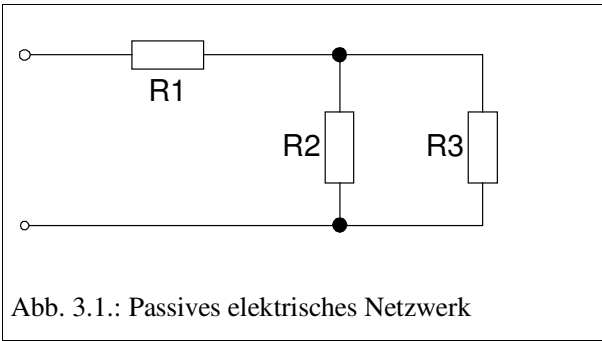 R1
R2
R3
Abb. 3.1.: Passives elektrisches Netzwerk